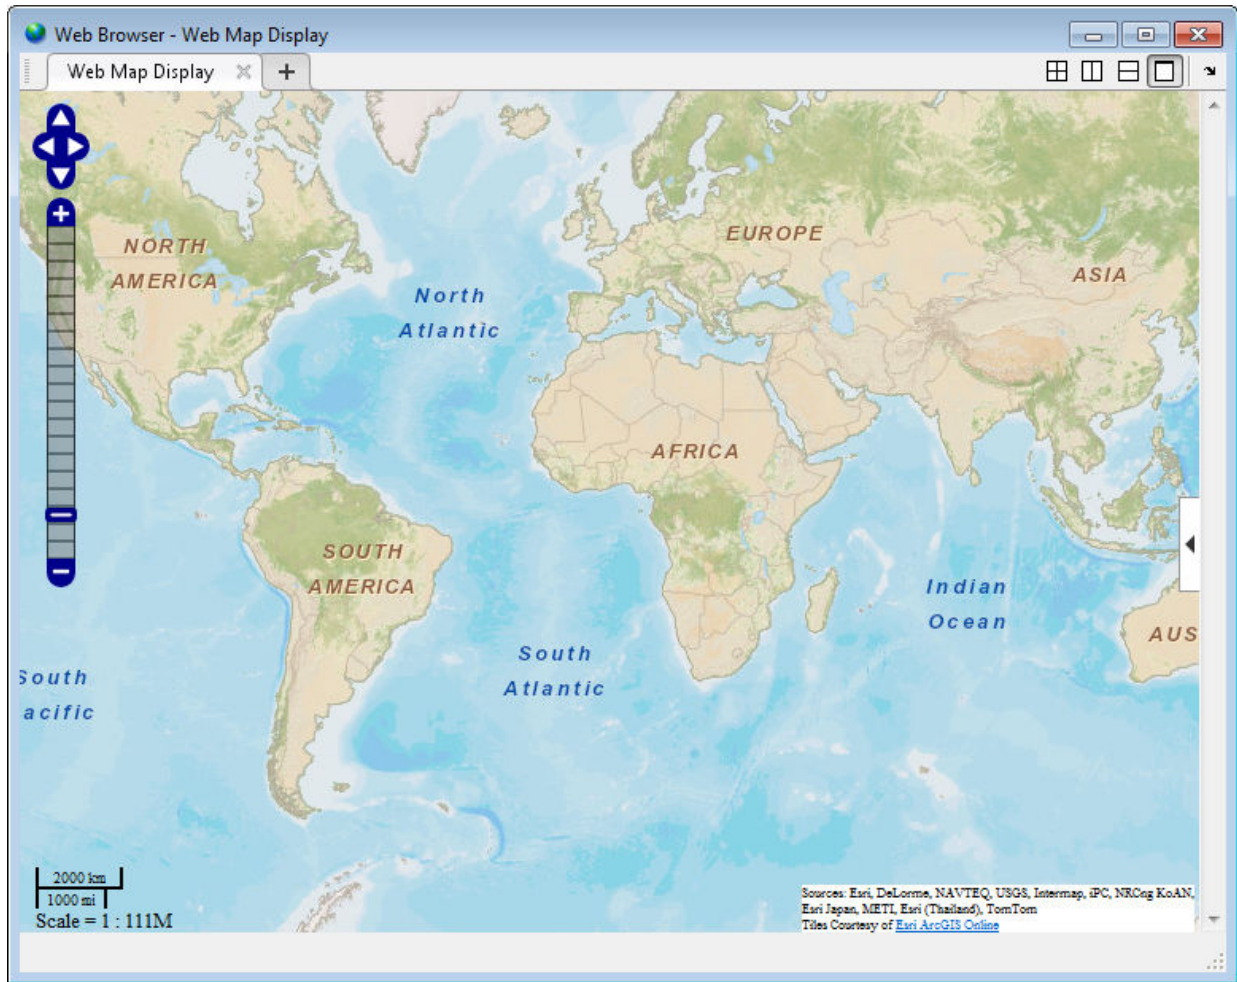 Web Browser - Web Map Display
Web Map Display
NORTH
AMERICA
EUROPE
ASIA
North
Atlantic
AFRICA
SOUTH
AMERICA
Indian
Ocean
AUS
South
Atlantic
South
acific
2000 km
1000 mi
Scale = 1 : 111M
Sources: Esri, DeLorme, NAVTEQ, USGS, Intermap, iPC, NRCng KoAN,
Esri Japan, METI, Esri (Thailand), TomTom
Tiles Courtesy of Esri ArcGIS Online